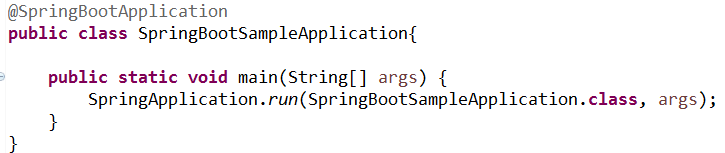 @SpringBootApplication
public class SpringBootSampleApplication{
public static void main(String[] args) {
SpringApplication.run(SpringBootSampleApplication.class, args);
}
}